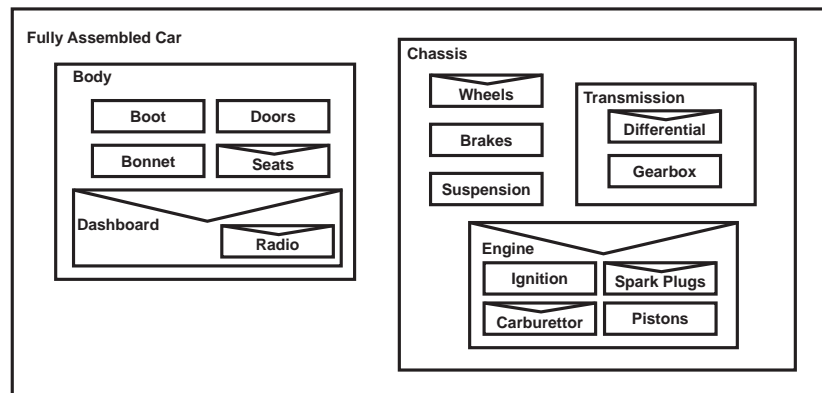 Fully Assembled Car
Body
Boot
Doors
Bonnet
Seats
Dashboard
Radio
Chassis
Wheels
Brakes
Suspension
Transmission
Differential
Gearbox
Engine
Ignition
Spark Plugs
Carburettor
Pistons